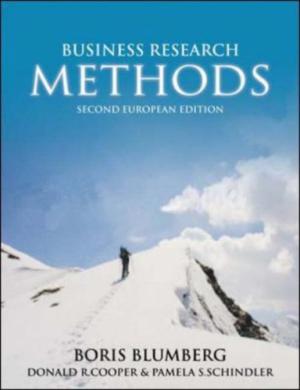 BUSINESS RESEARCH
METHODS
SECOND EUROPEAN EDITION
BORIS BLUMBERG
DONALD R.COOPER & PAMELA S.SCHINDLER